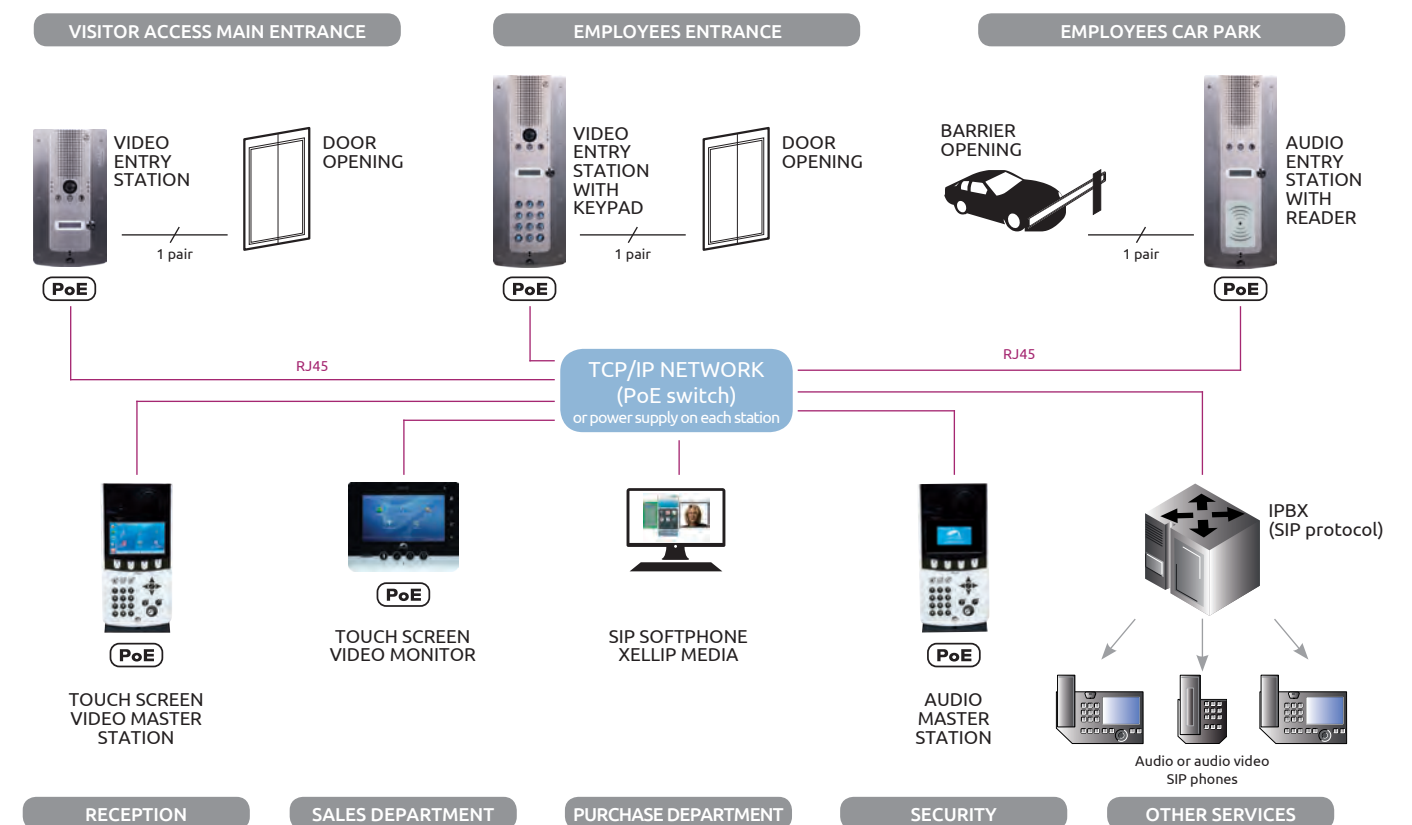 VISITOR ACCESS MAIN ENTRANCE
EMPLOYEES ENTRANCE
EMPLOYEES CAR PARK
VIDEO
ENTRY
STATION
DOOR
OPENING
1 pair
PoE
VIDEO
ENTRY
STATION
WITH
KEYPAD
DOOR
OPENING
1 pair
PoE
BARRIER
OPENING
AUDIO
ENTRY
STATION
WITH
READER
1 pair
PoE
RJ45
TCP/IP NETWORK
(PoE switch)
or power supply on each station
RJ45
PoE
TOUCH SCREEN
VIDEO MASTER
STATION
PoE
TOUCH SCREEN
VIDEO MONITOR
SIP SOFTPHONE
XELLIP MEDIA
PoE
AUDIO
MASTER
STATION
IPBX
(SIP protocol)
Audio or audio video
SIP phones
RECEPTION
SALES DEPARTMENT
PURCHASE DEPARTMENT
SECURITY
OTHER SERVICES